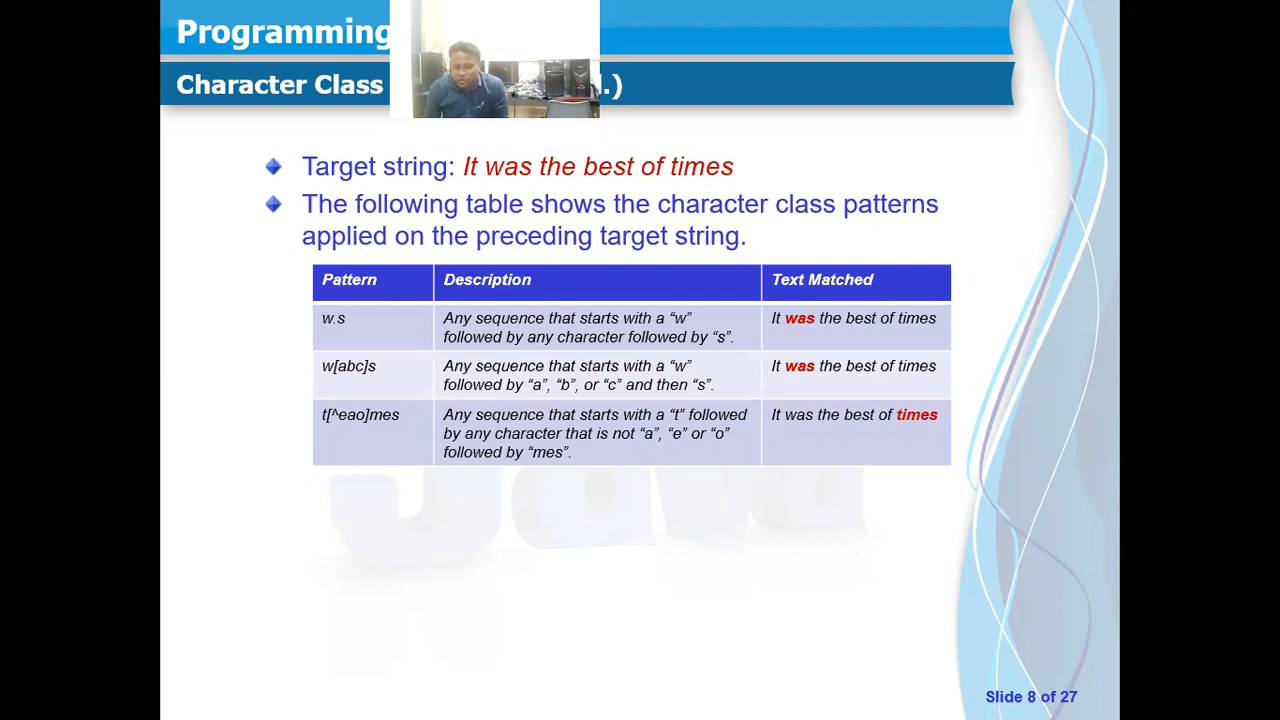 Programming
Character Class .)
Target string: It was the best of times
The following table shows the character class patterns
applied on the preceding target string.
Pattern Description Text Matched
w.s Any sequence that starts with a “w” It was the best of times
followed by any character followed by “s”.
w[abc]s Any sequence that starts with a “w” It was the best of times
followed by “a”, “b”, or “c” and then “s”.
t[^eao]mes Any sequence that starts with a “t” followed It was the best of times
by any character that is not “a”, “e” or “o”
followed by “mes”.
Java
Slide 8 of 27